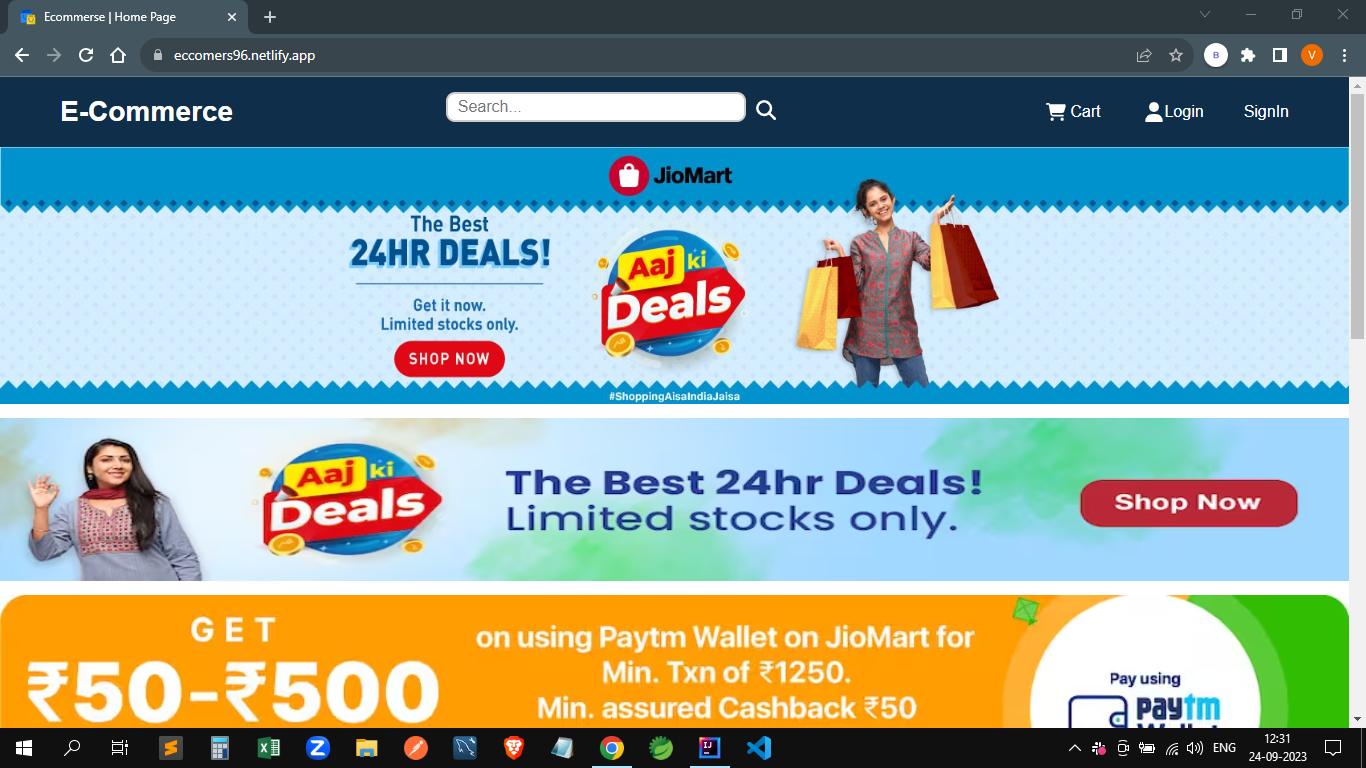 Ecommerse | Home Page
eccomers96.netlify.app
B
V
E-Commerce
Search...
Cart
Login
SignIn
JioMart
The Best
24HR DEALS!
Get it now.
Limited stocks only.
SHOP NOW
Aaj ki
Deals
#ShoppingAisaIndiaJaisa
Aaj ki
Deals
The Best 24hr Deals!
Limited stocks only.
Shop Now
GET
₹50-₹500
on using Paytm Wallet on JioMart for
Min. Txn of ₹1250.
Min. assured Cashback ₹50
Pay using
paytm
ENG
12:31
24-09-2023